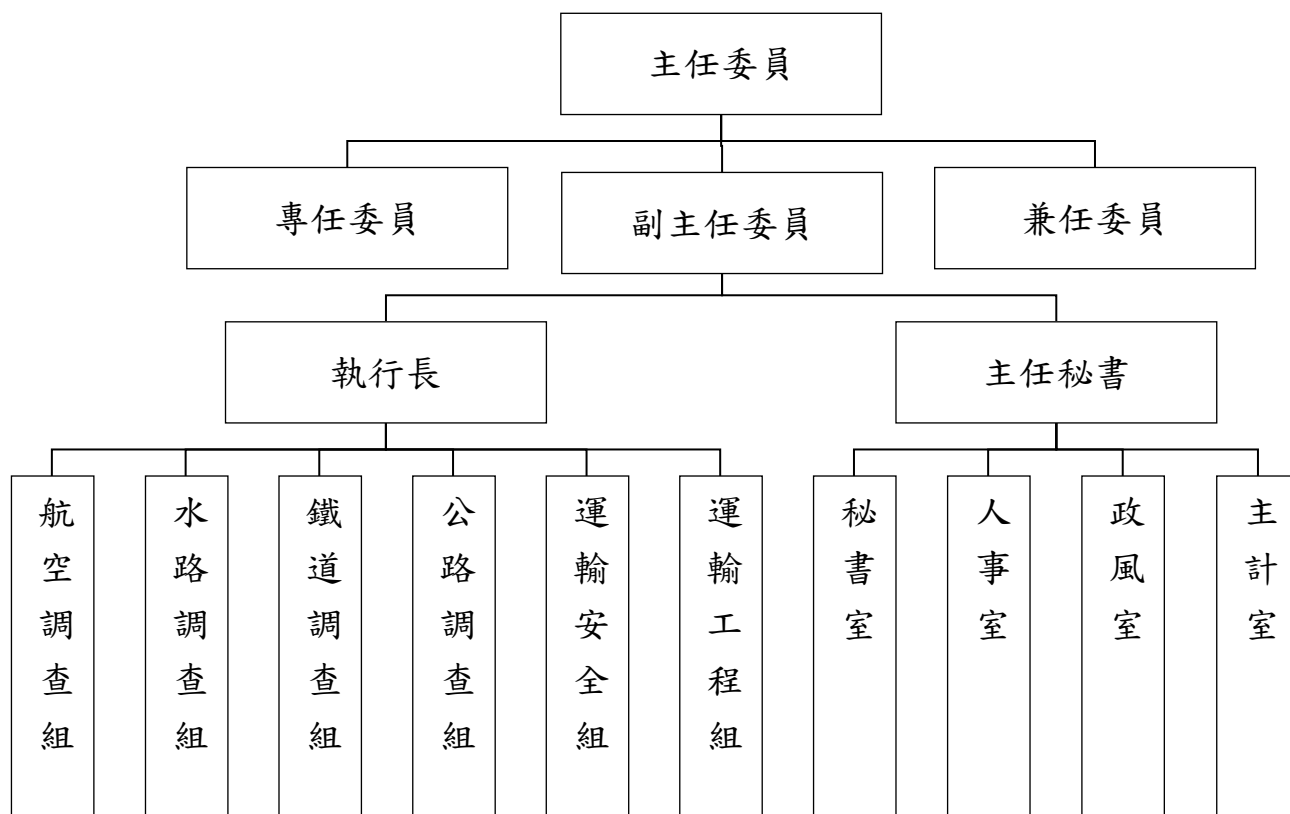 主任委員
專任委員
副主任委員
兼任委員
執行長
主任秘書
航空調查組
水路調查組
鐵道調查組
公路調查組
運輸安全組
運輸工程組
秘書室
人事室
政風室
主計室